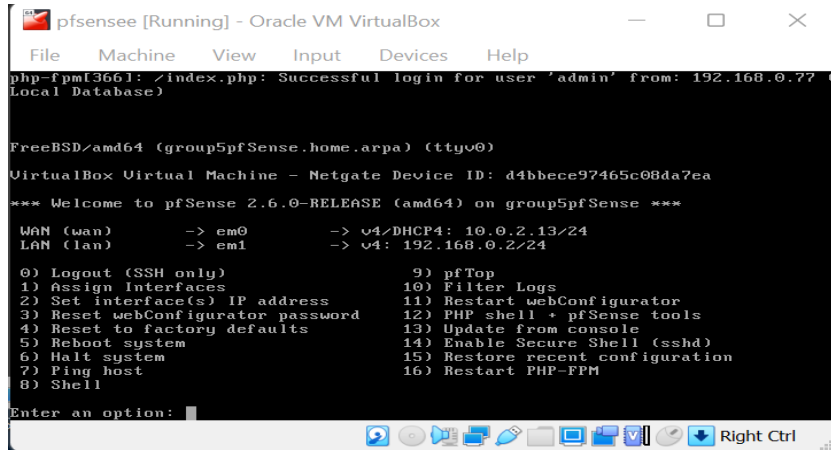 pfsensee [Running] - Oracle VM VirtualBox
File Machine View Input Devices Help
php-fpm[366]: /index.php: Successful login for user 'admin' from: 192.168.0.77 (
Local Database)
FreeBSD/amd64 (group5pfSense.home.arpa) (ttyv0)
VirtualBox Virtual Machine - Netgate Device ID: d4bbece97465c08da7ea
*** Welcome to pfSense 2.6.0-RELEASE (amd64) on group5pfSense ***
WAN (wan) -> em0 -> v4/DHCP4: 10.0.2.13/24
LAN (lan) -> em1 -> v4: 192.168.0.2/24
0) Logout (SSH only) 9) pfTop
1) Assign Interfaces 10) Filter Logs
2) Set interface(s) IP address 11) Restart webConfigurator
3) Reset webConfigurator password 12) PHP shell + pfSense tools
4) Reset to factory defaults 13) Update from console
5) Reboot system 14) Enable Secure Shell (sshd)
6) Halt system 15) Restore recent configuration
7) Ping host 16) Restart PHP-FPM
8) Shell
Enter an option:
Right Ctrl